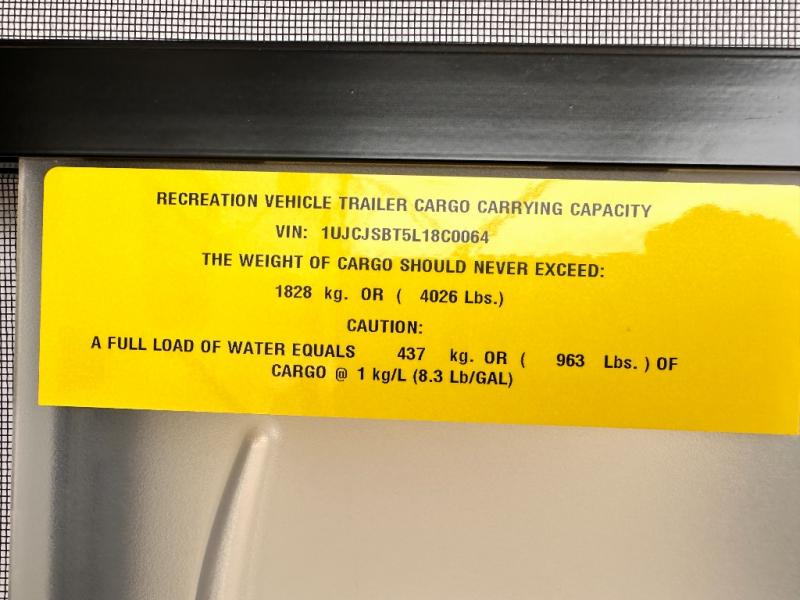 RECREATION VEHICLE TRAILER CARGO CARRYING CAPACITY
VIN: 1UJCJSBT5L18C0064
THE WEIGHT OF CARGO SHOULD NEVER EXCEED:
1828 kg. OR ( 4026 Lbs.)
CAUTION:
A FULL LOAD OF WATER EQUALS 437 kg. OR ( 963 Lbs. ) OF
CARGO @ 1 kg/L (8.3 Lb/GAL)